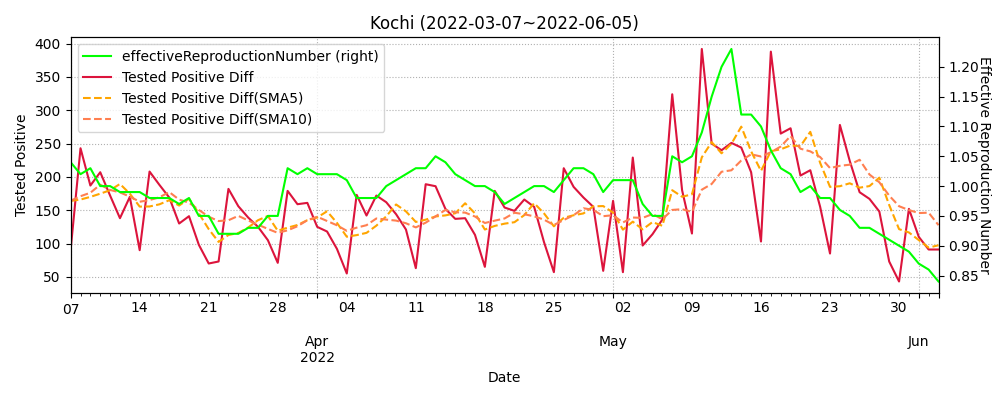 Kochi (2022-03-07~2022-06-05)
effectiveReproductionNumber (right)
Tested Positive Diff
Tested Positive Diff(SMA5)
Tested Positive Diff(SMA10)
Tested Positive
400
350
300
250
200
150
100
50
Effective Reproduction Number
1.20
1.15
1.10
1.05
1.00
0.95
0.90
0.85
07 14 21 28 04 11 18 25 02 09 16 23 30
Apr May Jun
2022
Date